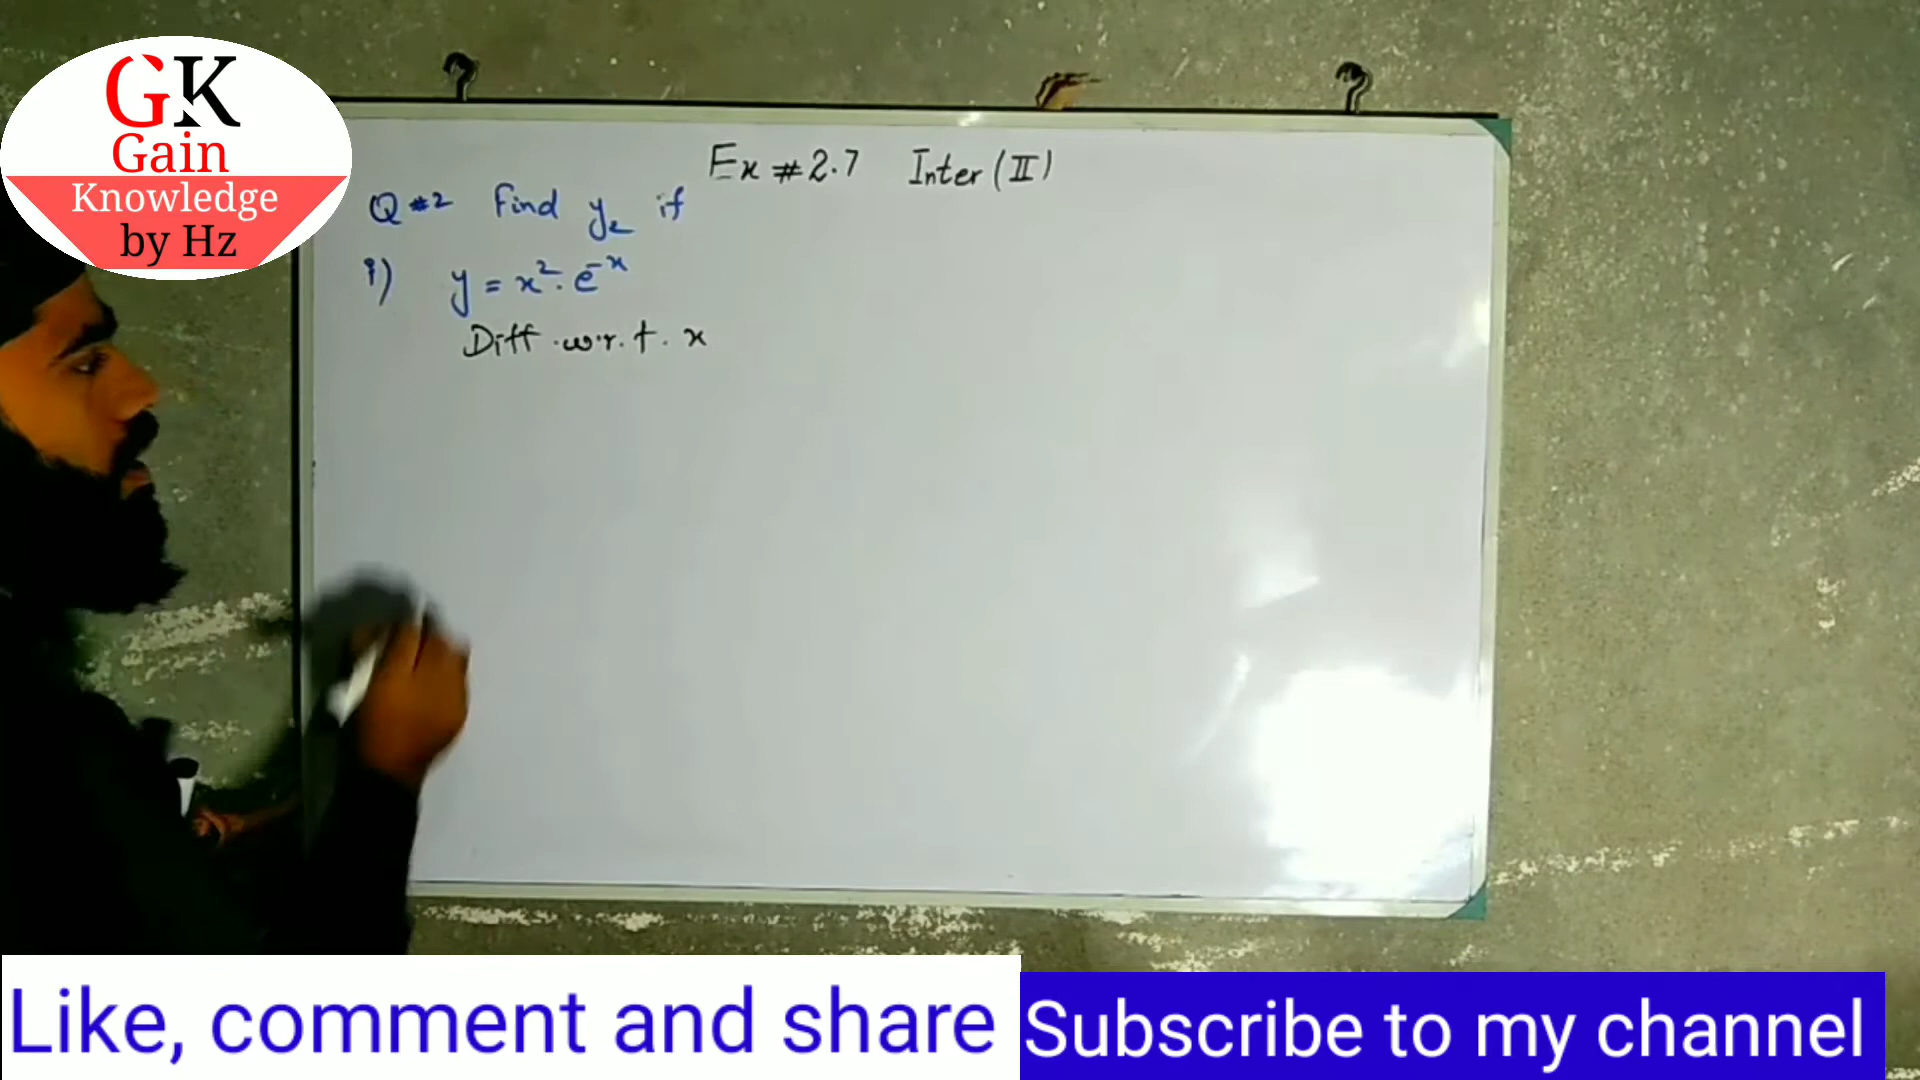 GK
Gain
Knowledge
by Hz
Ex # 2.7 Inter (II)
Q #2 Find y₂ if
i) y = x². e⁻ˣ
Diff .w.r.t. x
Like, comment and share
Subscribe to my channel